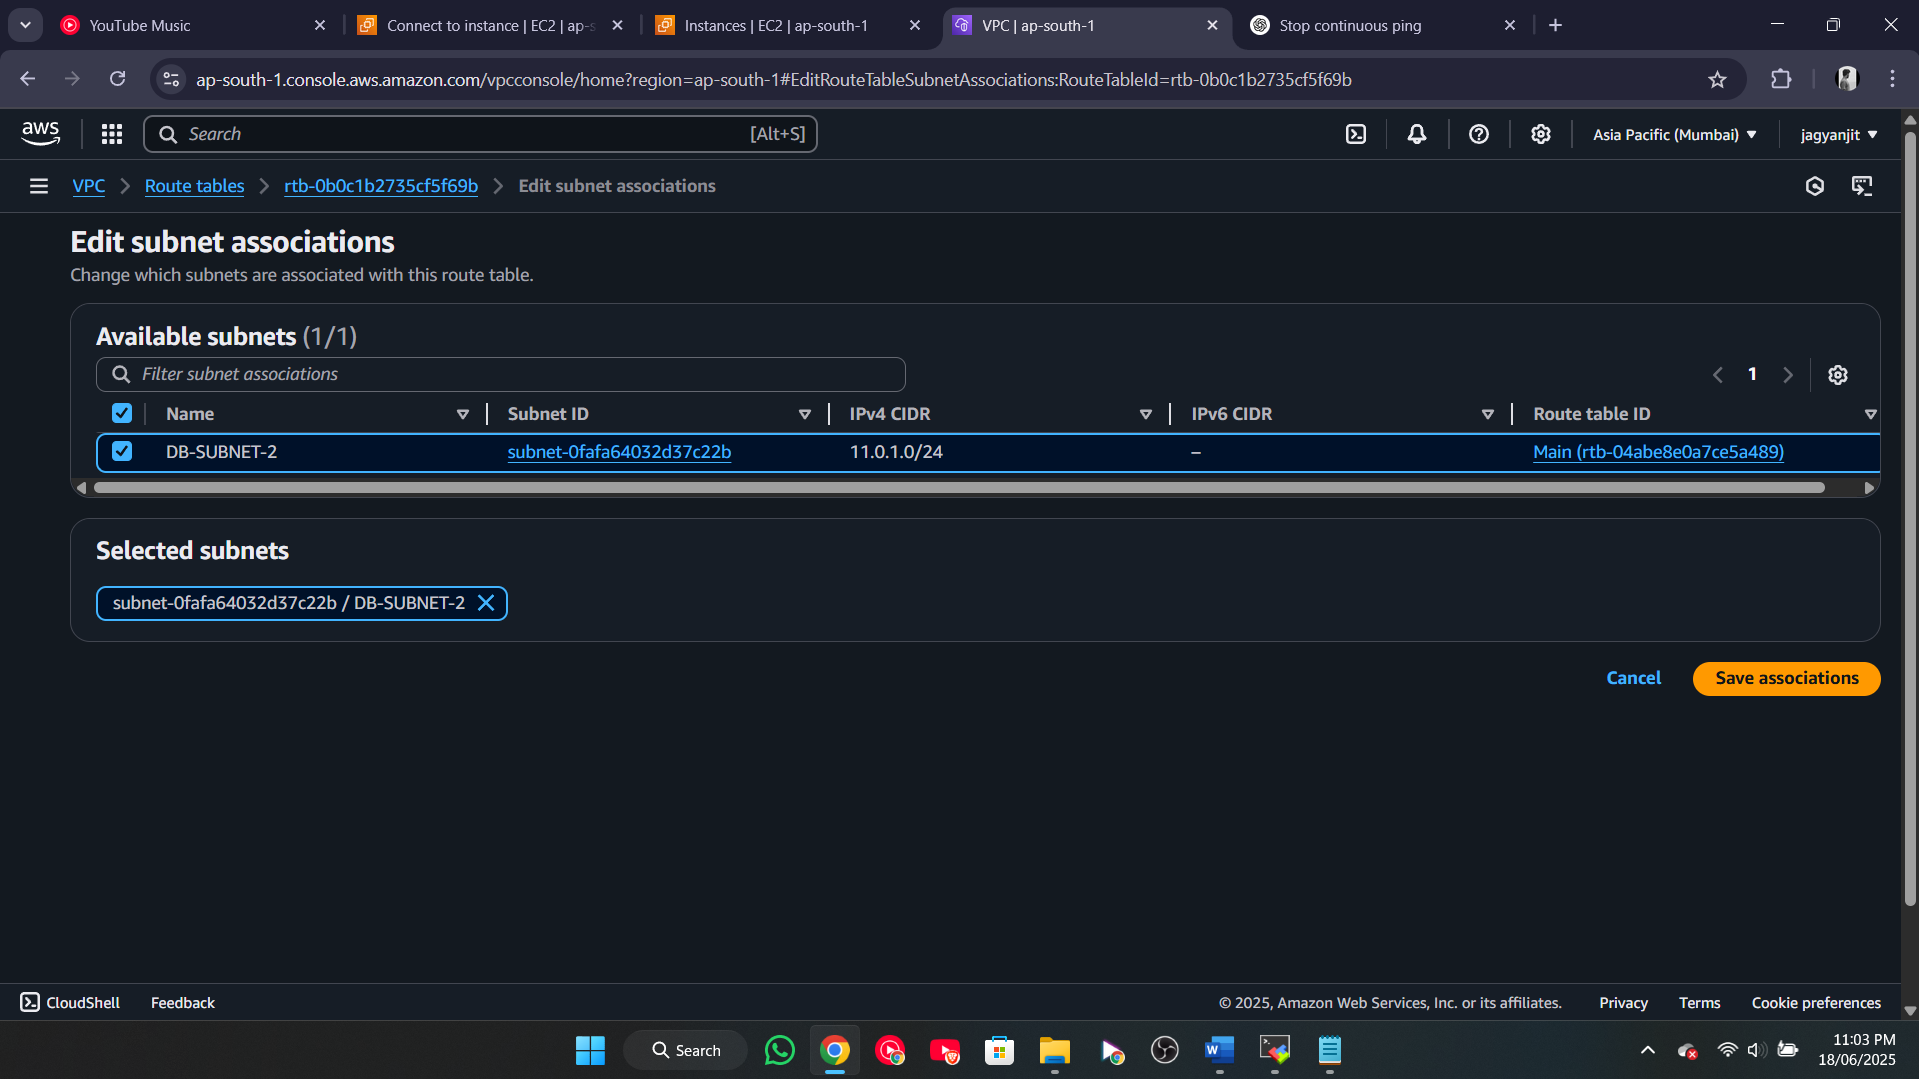 YouTube Music
Connect to instance | EC2 | ap-s
Instances | EC2 | ap-south-1
VPC | ap-south-1
Stop continuous ping
ap-south-1.console.aws.amazon.com/vpcconsole/home?region=ap-south-1#EditRouteTableSubnetAssociations:RouteTableId=rtb-0b0c1b2735cf5f69b
aws
Search
[Alt+S]
Asia Pacific (Mumbai)
jagyanjit
VPC
Route tables
rtb-0b0c1b2735cf5f69b
Edit subnet associations
Edit subnet associations
Change which subnets are associated with this route table.
Available subnets (1/1)
Filter subnet associations
1
Name
Subnet ID
IPv4 CIDR
IPv6 CIDR
Route table ID
DB-SUBNET-2
subnet-0fafa64032d37c22b
11.0.1.0/24
–
Main (rtb-04abe8e0a7ce5a489)
Selected subnets
subnet-0fafa64032d37c22b / DB-SUBNET-2
Cancel
Save associations
CloudShell
Feedback
© 2025, Amazon Web Services, Inc. or its affiliates.
Privacy
Terms
Cookie preferences
Search
11:03 PM
18/06/2025